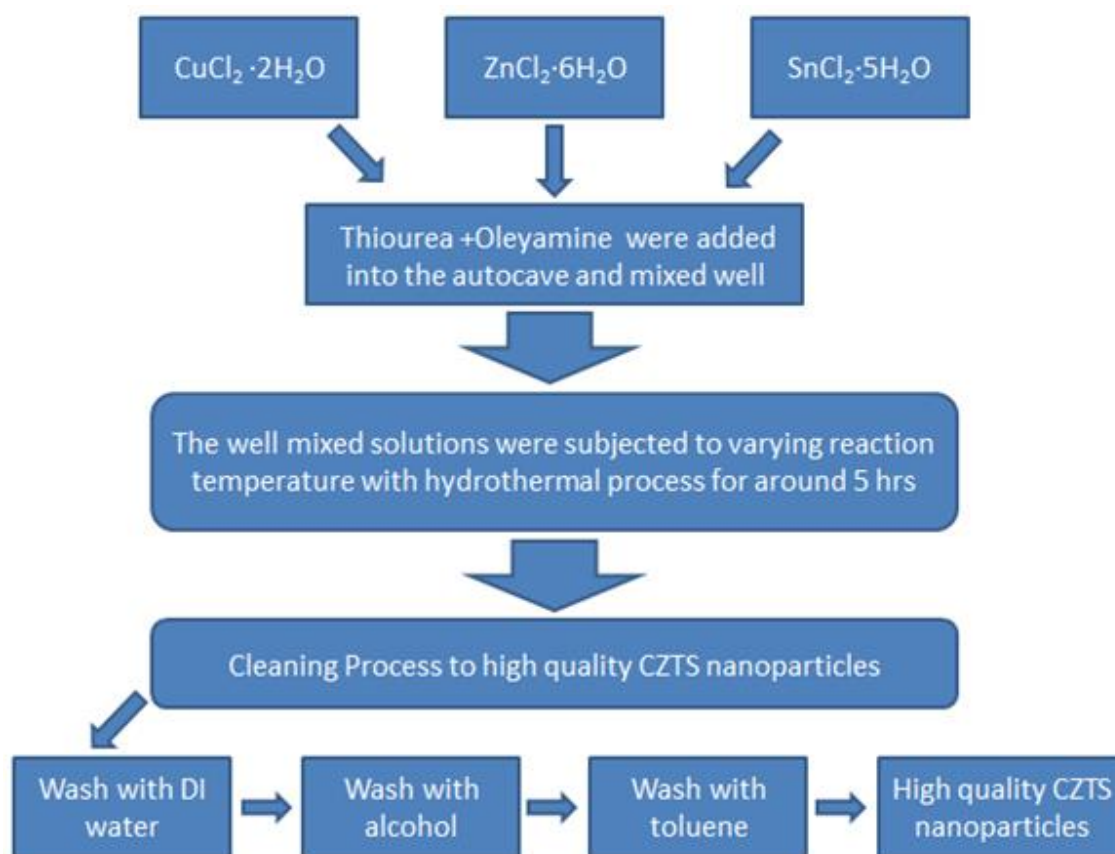 CuCl₂ ·2H₂O
ZnCl₂·6H₂O
SnCl₂·5H₂O
Thiourea +Oleyamine were added
into the autocave and mixed well
The well mixed solutions were subjected to varying reaction
temperature with hydrothermal process for around 5 hrs
Cleaning Process to high quality CZTS nanoparticles
Wash with DI
water
Wash with
alcohol
Wash with
toluene
High quality CZTS
nanoparticles